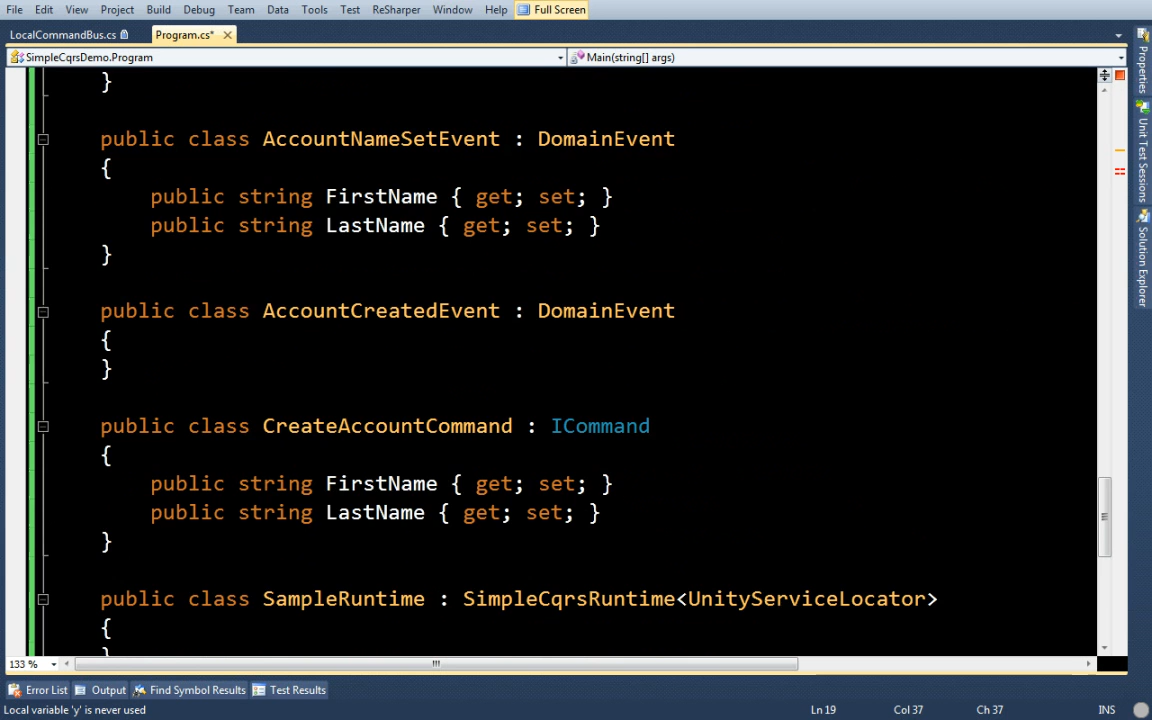 File Edit View Project Build Debug Team Data Tools Test ReSharper Window Help Full Screen
LocalCommandBus.cs Program.cs*
SimpleCqrsDemo.Program Main(string[] args)
}
public class AccountNameSetEvent : DomainEvent
{
public string FirstName { get; set; }
public string LastName { get; set; }
}
public class AccountCreatedEvent : DomainEvent
{
}
public class CreateAccountCommand : ICommand
{
public string FirstName { get; set; }
public string LastName { get; set; }
}
public class SampleRuntime : SimpleCqrsRuntime<UnityServiceLocator>
{
}
133 %
Error List Output Find Symbol Results Test Results
Local variable 'y' is never used Ln 19 Col 37 Ch 37 INS
Properties
Unit Test Sessions
Solution Explorer